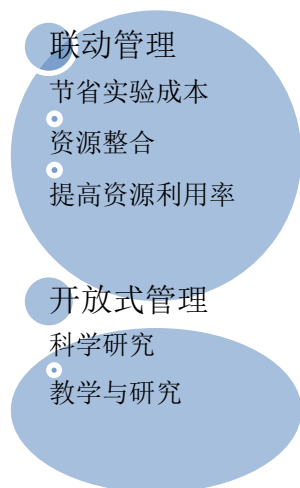 联动管理
节省实验成本
资源整合
提高资源利用率
开放式管理
科学研究
教学与研究